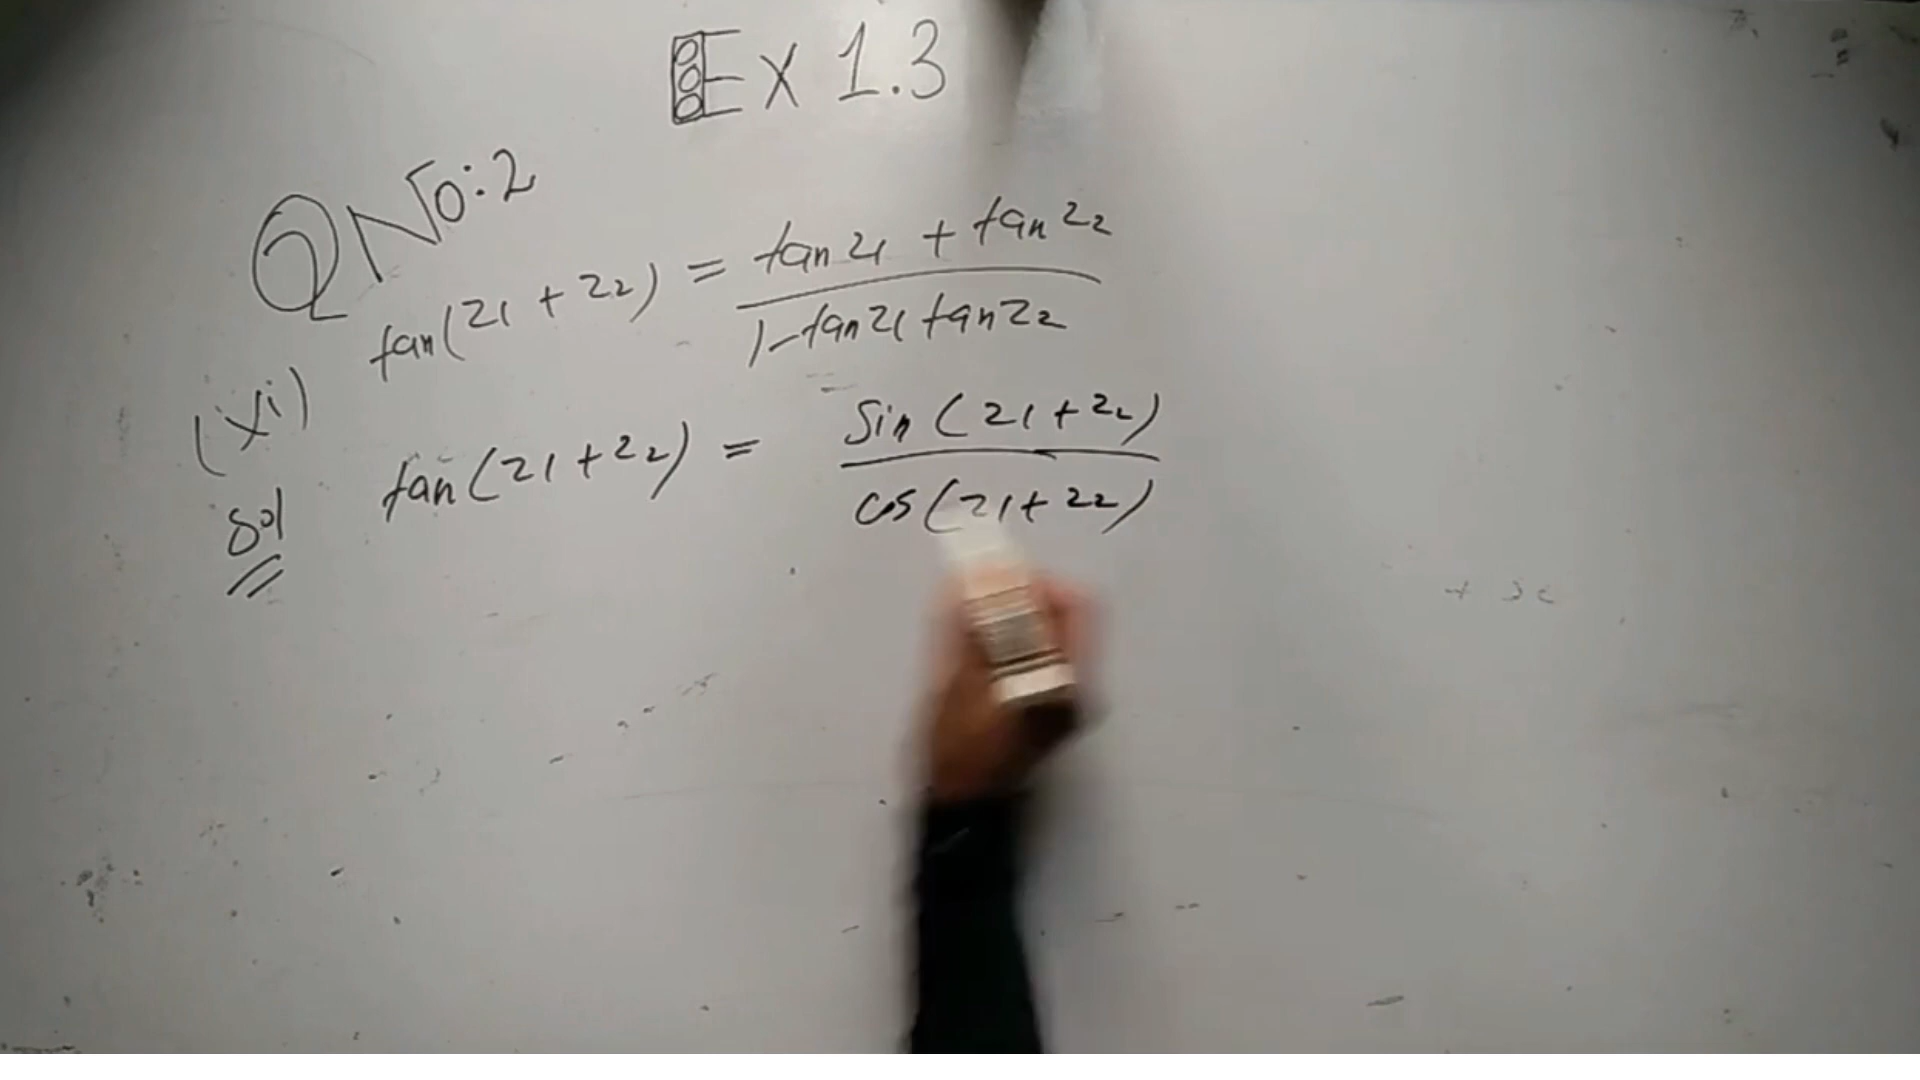 Ex 1.3
Q No:2
(xi) tan(z1 + z2) = tan z1 + tan z2
1 - tan z1 tan z2
Sol tan(z1 + z2) = Sin(z1 + z2)
cos(z1 + z2)